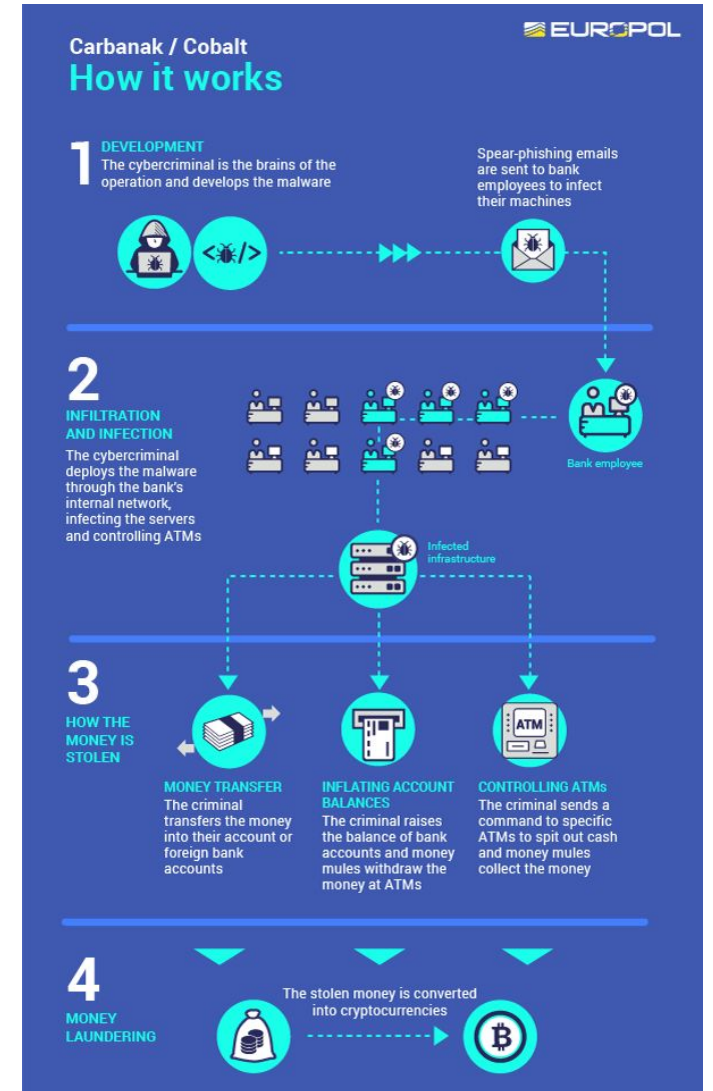 EUROPOL
Carbanak / Cobalt
How it works
1
DEVELOPMENT
The cybercriminal is the brains of the
operation and develops the malware
Spear-phishing emails
are sent to bank
employees to infect
their machines
< />
2
INFILTRATION
AND INFECTION
The cybercriminal
deploys the malware
through the bank's
internal network,
infecting the servers
and controlling ATMs
Bank employee
Infected
infrastructure
3
HOW THE
MONEY IS
STOLEN
MONEY TRANSFER
The criminal
transfers the money
into their account or
foreign bank
accounts
INFLATING ACCOUNT
BALANCES
The criminal raises
the balance of bank
accounts and money
mules withdraw the
money at ATMs
ATM
CONTROLLING ATMs
The criminal sends a
command to specific
ATMs to spit out cash
and money mules
collect the money
4
MONEY
LAUNDERING
The stolen money is converted
into cryptocurrencies
₿